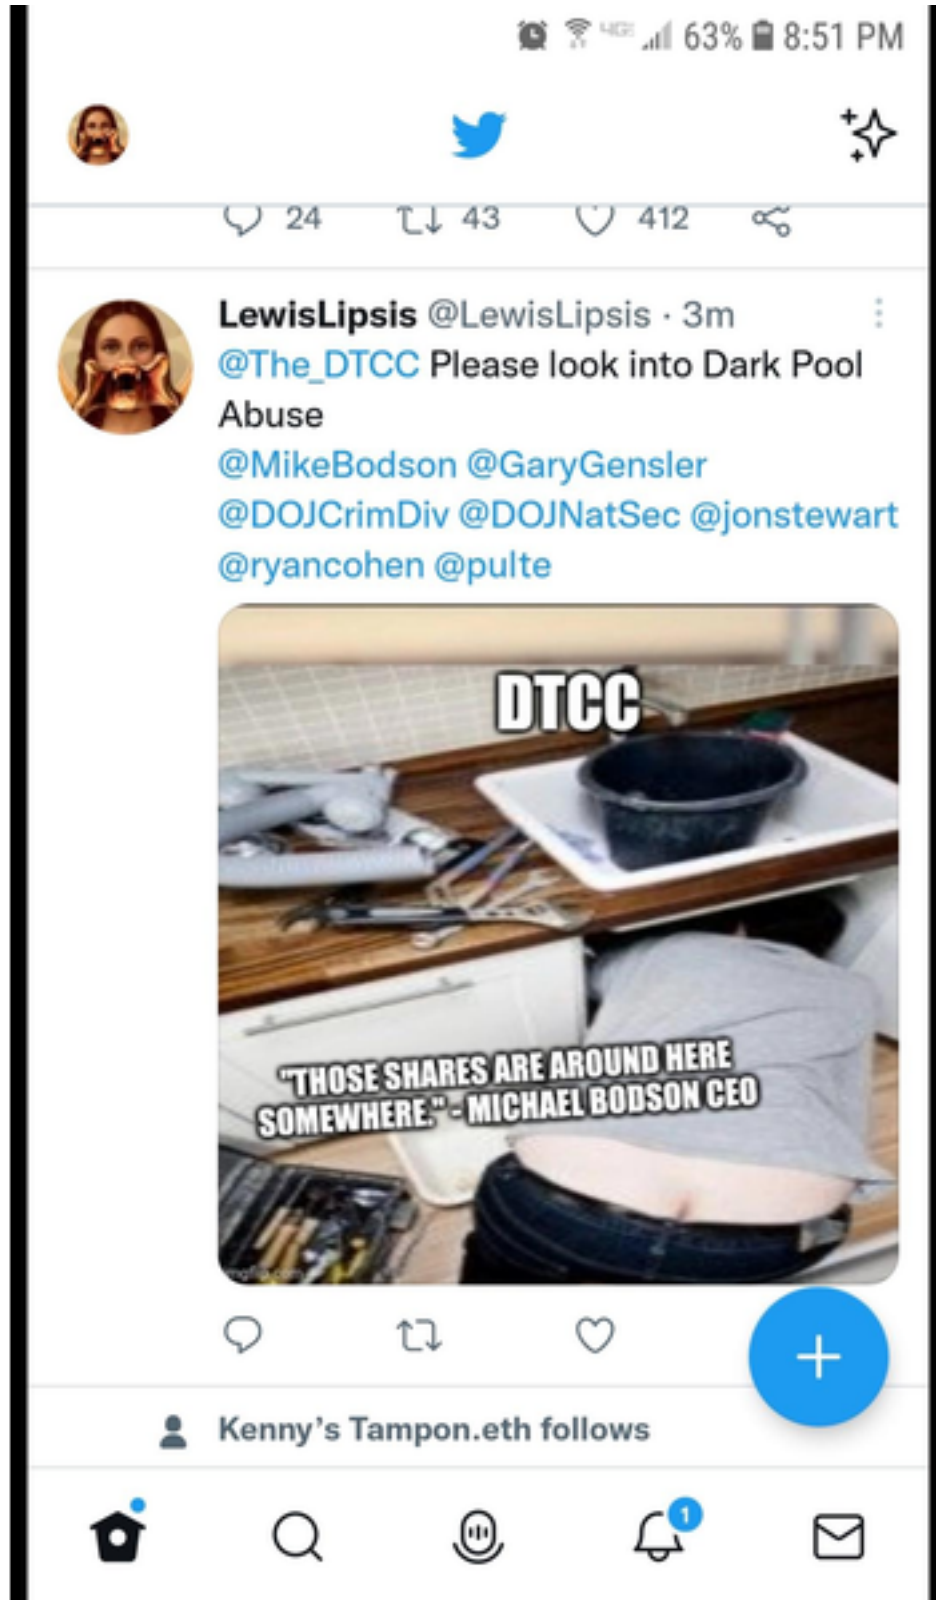 63% 8:51 PM
24 43 412
LewisLipsis @LewisLipsis · 3m
@The_DTCC Please look into Dark Pool
Abuse
@MikeBodson @GaryGensler
@DOJCrimDiv @DOJNatSec @jonstewart
@ryancohen @pulte
DTCC
"THOSE SHARES ARE AROUND HERE
SOMEWHERE." - MICHAEL BODSON CEO
Kenny's Tampon.eth follows
1